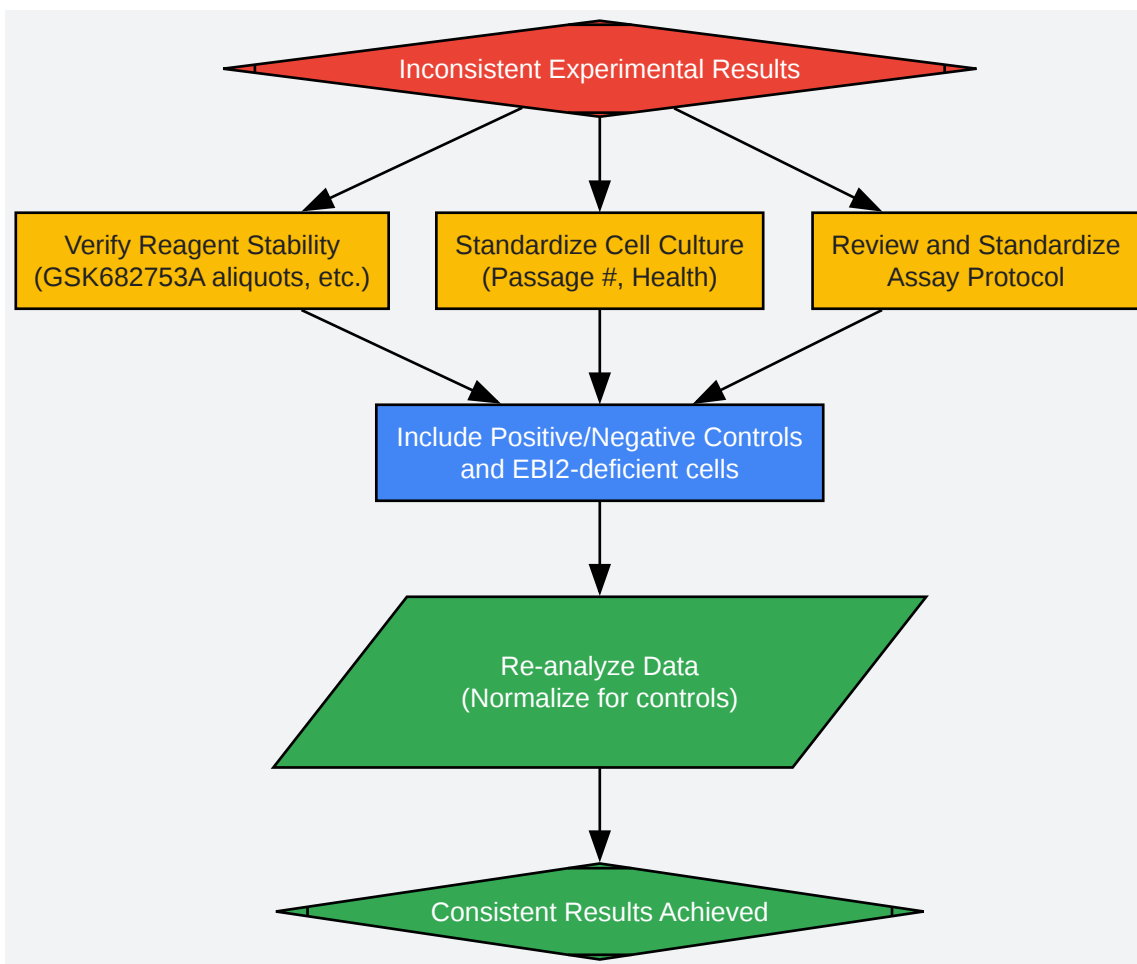 Inconsistent Experimental Results
Verify Reagent Stability
(GSK682753A aliquots, etc.)
Standardize Cell Culture
(Passage #, Health)
Review and Standardize
Assay Protocol
Include Positive/Negative Controls
and EBI2-deficient cells
Re-analyze Data
(Normalize for controls)
Consistent Results Achieved